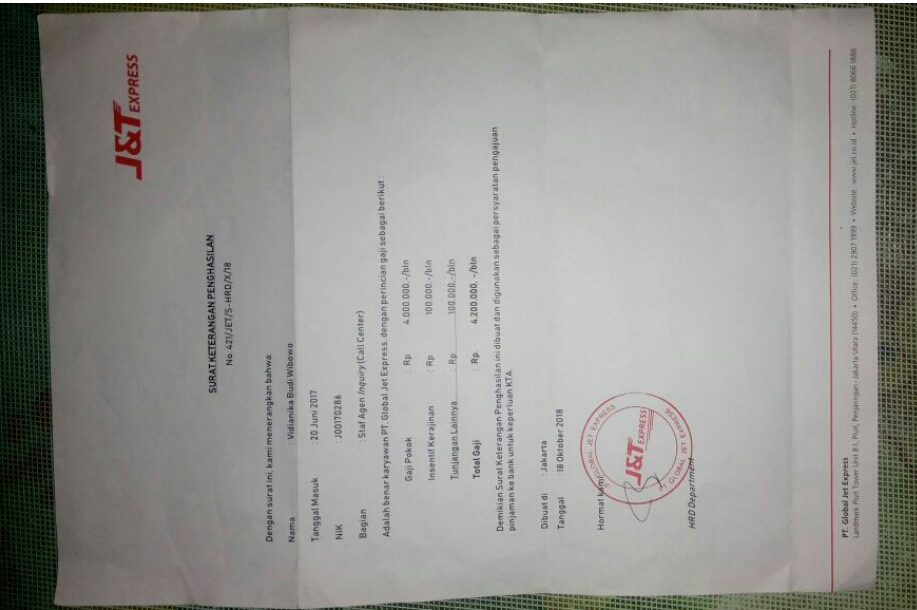 J&T EXPRESS
SURAT KETERANGAN PENGHASILAN
No. 421/JET/S-HRD/X/18
Dengan surat ini, kami menerangkan bahwa:
Nama : Vidianika Budi Wibowo
Tanggal Masuk : 20 Juni 2017
NIK : J00170286
Bagian : Staf Agen Inquiry (Call Center)
Adalah benar karyawan PT. Global Jet Express, dengan perincian gaji sebagai berikut :
Gaji Pokok : Rp 4.000.000.-/bln
Insentif Kerajinan : Rp 100.000.-/bln
Tunjangan Lainnya : Rp 100.000.-/bln
Total Gaji : Rp. 4.200.000. -/bln
Demikian Surat Keterangan Penghasilan ini dibuat dan digunakan sebagai persyaratan pengajuan
pinjaman ke bank untuk keperluan KTA.
Dibuat di : Jakarta
Tanggal : 18 Oktober 2018
Hormat kami,
PT. GLOBAL JET EXPRESS
J&T EXPRESS
PT. GLOBAL JET EXPRESS
HRD Department
PT. Global Jet Express
Landmark Pluit Tower Unit B1, Pluit, Penjaringan - Jakarta Utara (14450) • Office : (021) 2907 1999 • Website : www.jet.co.id • Hotline : (021) 8066 1888